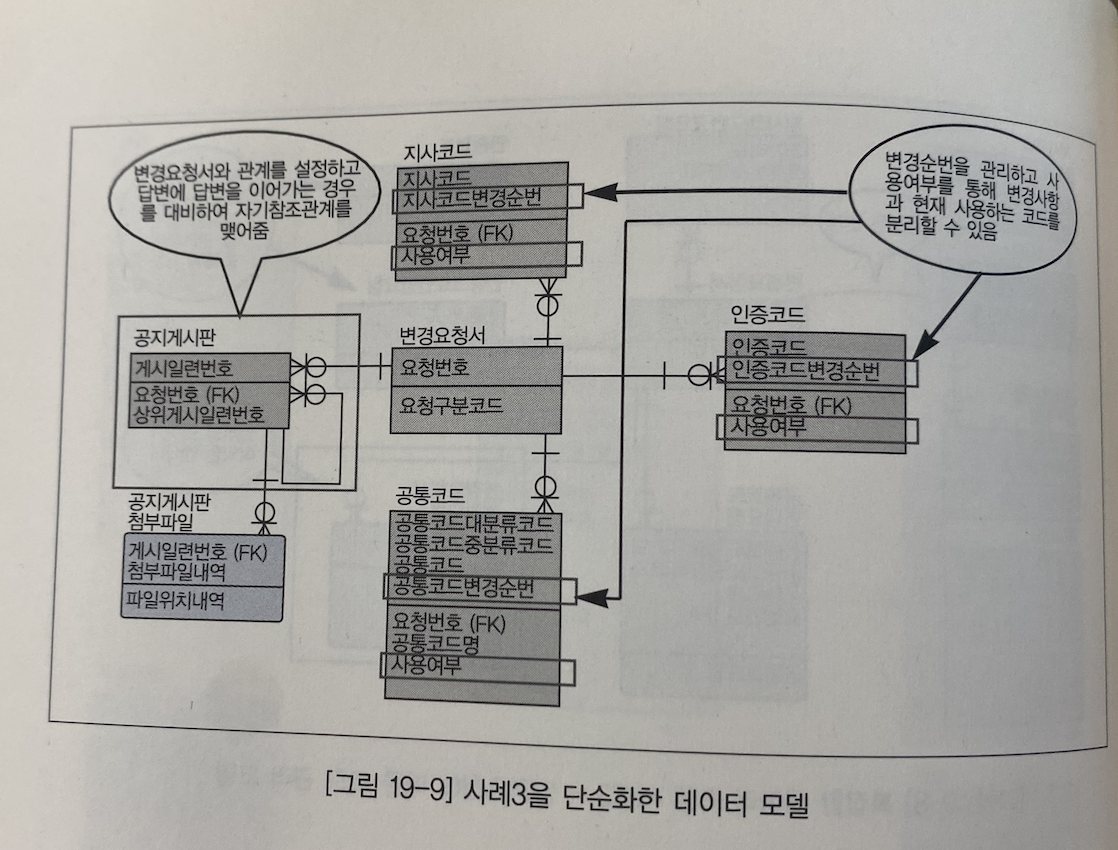 변경요청서와 관계를 설정하고
답변에 답변을 이어가는 경우
를 대비하여 자기참조관계를
맺어줌
지사코드
지사코드
지사코드변경순번
요청번호 (FK)
사용여부
변경순번을 관리하고 사
용여부를 통해 변경사항
과 현재 사용하는 코드를
분리할 수 있음
공지게시판
게시일련번호
요청번호 (FK)
상위게시일련번호
변경요청서
요청번호
요청구분코드
인증코드
인증코드
인증코드변경순번
요청번호 (FK)
사용여부
공지게시판
첨부파일
게시일련번호 (FK)
첨부파일내역
파일위치내역
공통코드
공통코드대분류코드
공통코드중분류코드
공통코드
공통코드변경순번
요청번호 (FK)
공통코드명
사용여부
[그림 19-9] 사례3을 단순화한 데이터 모델